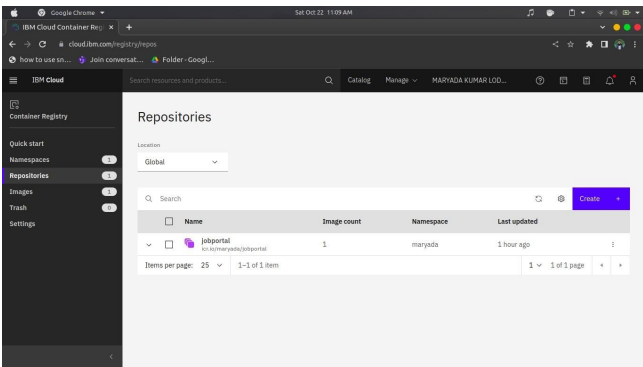 Google Chrome
Sat Oct 22 11:09 AM
IBM Cloud Container Regi
cloud.ibm.com/registry/repos
how to use sn...
Join conversat...
Folder - Googl...
IBM Cloud
Search resources and products...
Catalog
Manage
MARYADA KUMAR LOD...
Container Registry
Quick start
Namespaces 1
Repositories 1
Images 1
Trash 0
Settings
Repositories
Location
Global
Search
Create +
Name Image count Namespace Last updated
jobportal 1 maryada 1 hour ago
icr.io/maryada/jobportal
Items per page: 25 1–1 of 1 item 1 1 of 1 page